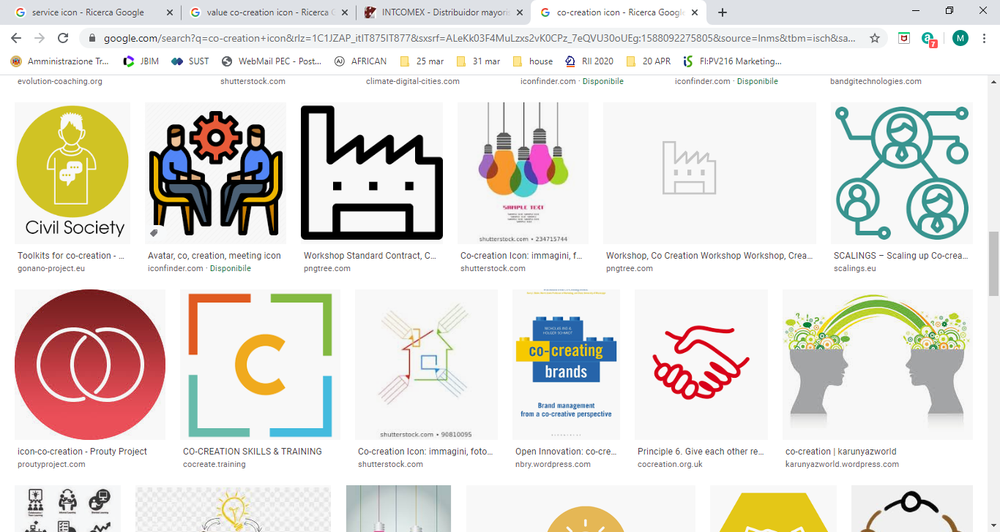 service icon - Ricerca Google
value co-creation icon - Ricerca G
INTCOMEX - Distribuidor mayoris
co-creation icon - Ricerca Google
google.com/search?q=co-creation+icon&rlz=1C1JZAP_itIT875IT877&sxsrf=ALeKk03F4MuLzxs2vK0CPz_7eQVU30oUEg:1588092275805&source=lnms&tbm=isch&sa...
7
M
Amministrazione Tr...
JBIM
SUST
WebMail PEC - Post...
AFRICAN
25 mar
31 mar
house
RII 2020
20 APR
FI:PV216 Marketing...
evolution-coaching.org
shutterstock.com
climate-digital-cities.com
iconfinder.com · Disponibile
iconfinder.com · Disponibile
bandgitechnologies.com
Civil Society
SAMPLE TEXT
shutterstock.com • 234715744
Toolkits for co-creation - ...
Avatar, co, creation, meeting icon
Workshop Standard Contract, C...
Co-creation Icon: immagini, f...
Workshop, Co Creation Workshop Workshop, Crea...
SCALINGS – Scaling up Co-crea...
gonano-project.eu
iconfinder.com · Disponibile
pngtree.com
shutterstock.com
pngtree.com
scalings.eu
C
shutterstock.com • 90810095
NICHOLAS IND &
HOLGER SCHMIDT
co-creating
brands
Brand management
from a co-creative perspective
BLOOMSBURY
icon-co-creation - Prouty Project
CO-CREATION SKILLS & TRAINING
Co-creation Icon: immagini, foto...
Open Innovation: co-cre...
Principle 6. Give each other re...
co-creation | karunyazworld
proutyproject.com
cocreate.training
shutterstock.com
nbry.wordpress.com
cocreation.org.uk
karunyazworld.wordpress.com